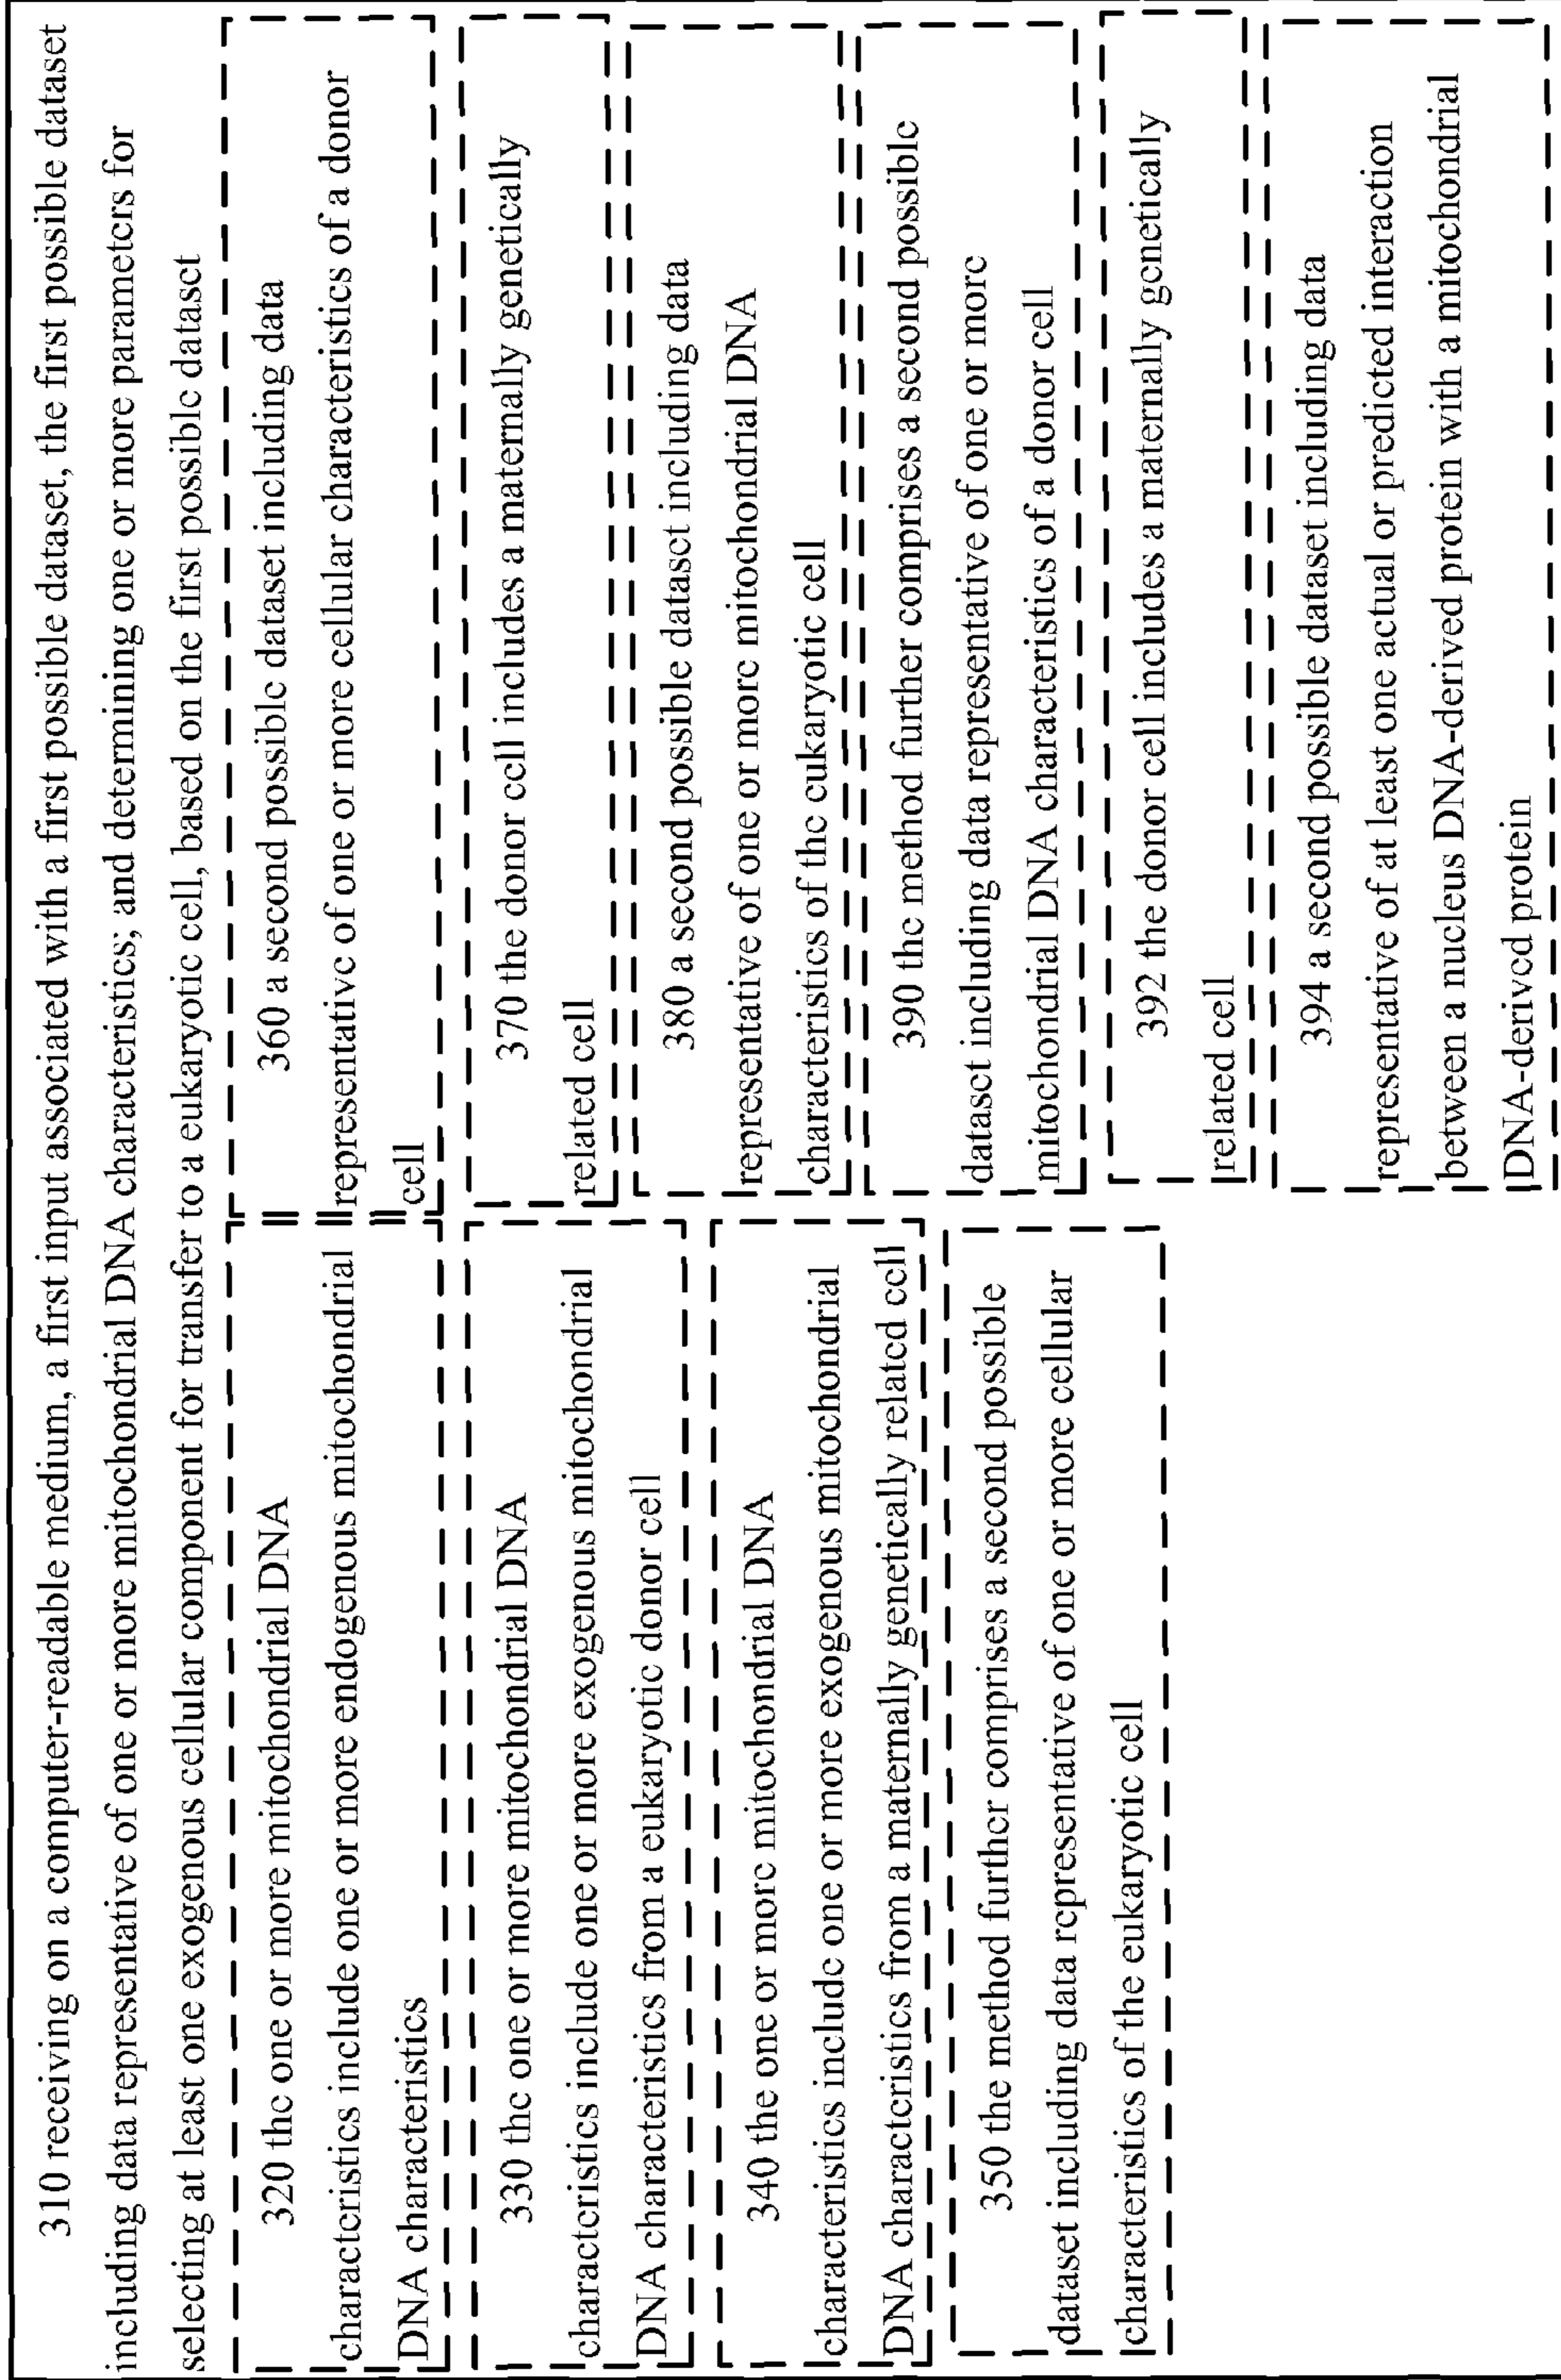 310 receiving on a computer-readable medium, a first input associated with a first possible dataset, the first possible dataset
including data representative of one or more mitochondrial DNA characteristics; and determining one or more parameters for
selecting at least one exogenous cellular component for transfer to a eukaryotic cell, based on the first possible dataset
320 the one or more mitochondrial DNA
characteristics include one or more endogenous mitochondrial
DNA characteristics
330 the one or more mitochondrial DNA
characteristics include one or more exogenous mitochondrial
DNA characteristics from a eukaryotic donor cell
340 the one or more mitochondrial DNA
characteristics include one or more exogenous mitochondrial
DNA characteristics from a maternally genetically related cell
350 the method further comprises a second possible
dataset including data representative of one or more cellular
characteristics of the eukaryotic cell
360 a second possible dataset including data
representative of one or more cellular characteristics of a donor
cell
370 the donor cell includes a maternally genetically
related cell
380 a second possible dataset including data
representative of one or more mitochondrial DNA
characteristics of the eukaryotic cell
390 the method further comprises a second possible
dataset including data representative of one or more
mitochondrial DNA characteristics of a donor cell
392 the donor cell includes a maternally genetically
related cell
394 a second possible dataset including data
representative of at least one actual or predicted interaction
between a nucleus DNA-derived protein with a mitochondrial
DNA-derived protein